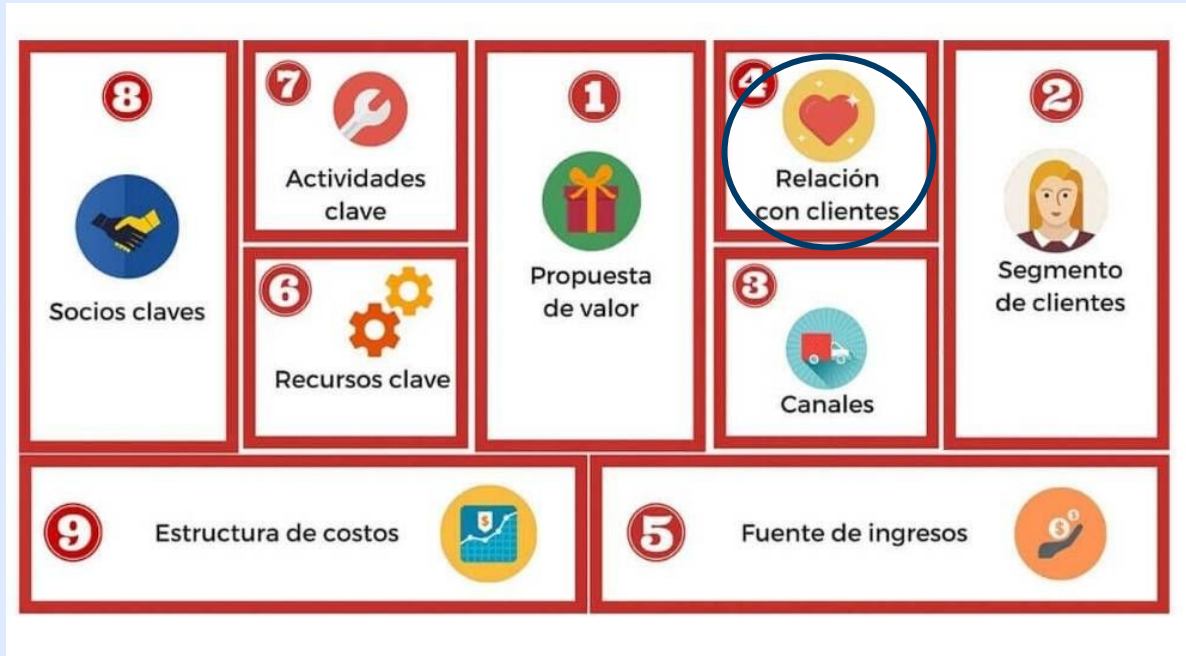 8
Socios claves
7
Actividades
clave
6
Recursos clave
1
Propuesta
de valor
4
Relación
con clientes
3
Canales
2
Segmento
de clientes
9
Estructura de costos
$
5
Fuente de ingresos
$
$